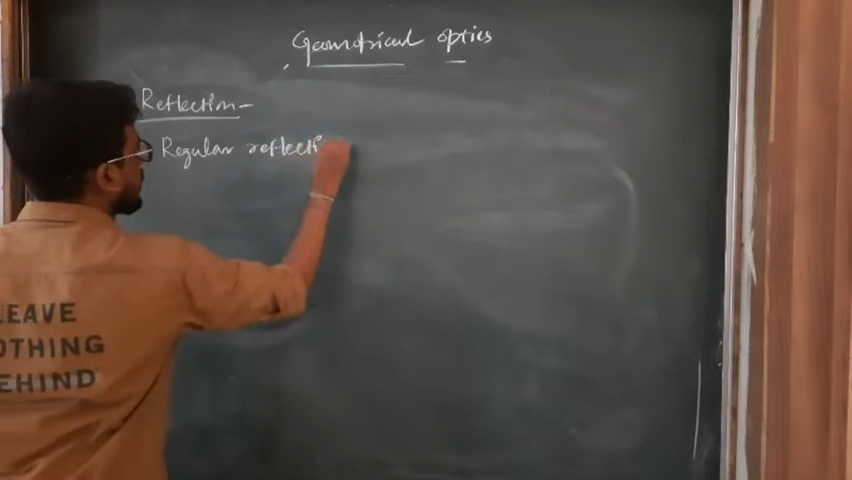 Geometrical optics
Reflection-
Regular reflecti
LEAVE
OTHING
EHIND